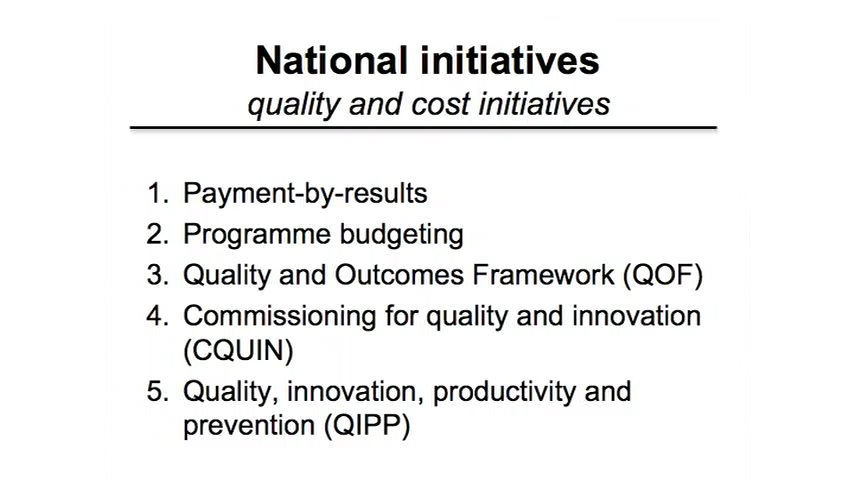 National initiatives
quality and cost initiatives
1. Payment-by-results
2. Programme budgeting
3. Quality and Outcomes Framework (QOF)
4. Commissioning for quality and innovation
(CQUIN)
5. Quality, innovation, productivity and
prevention (QIPP)